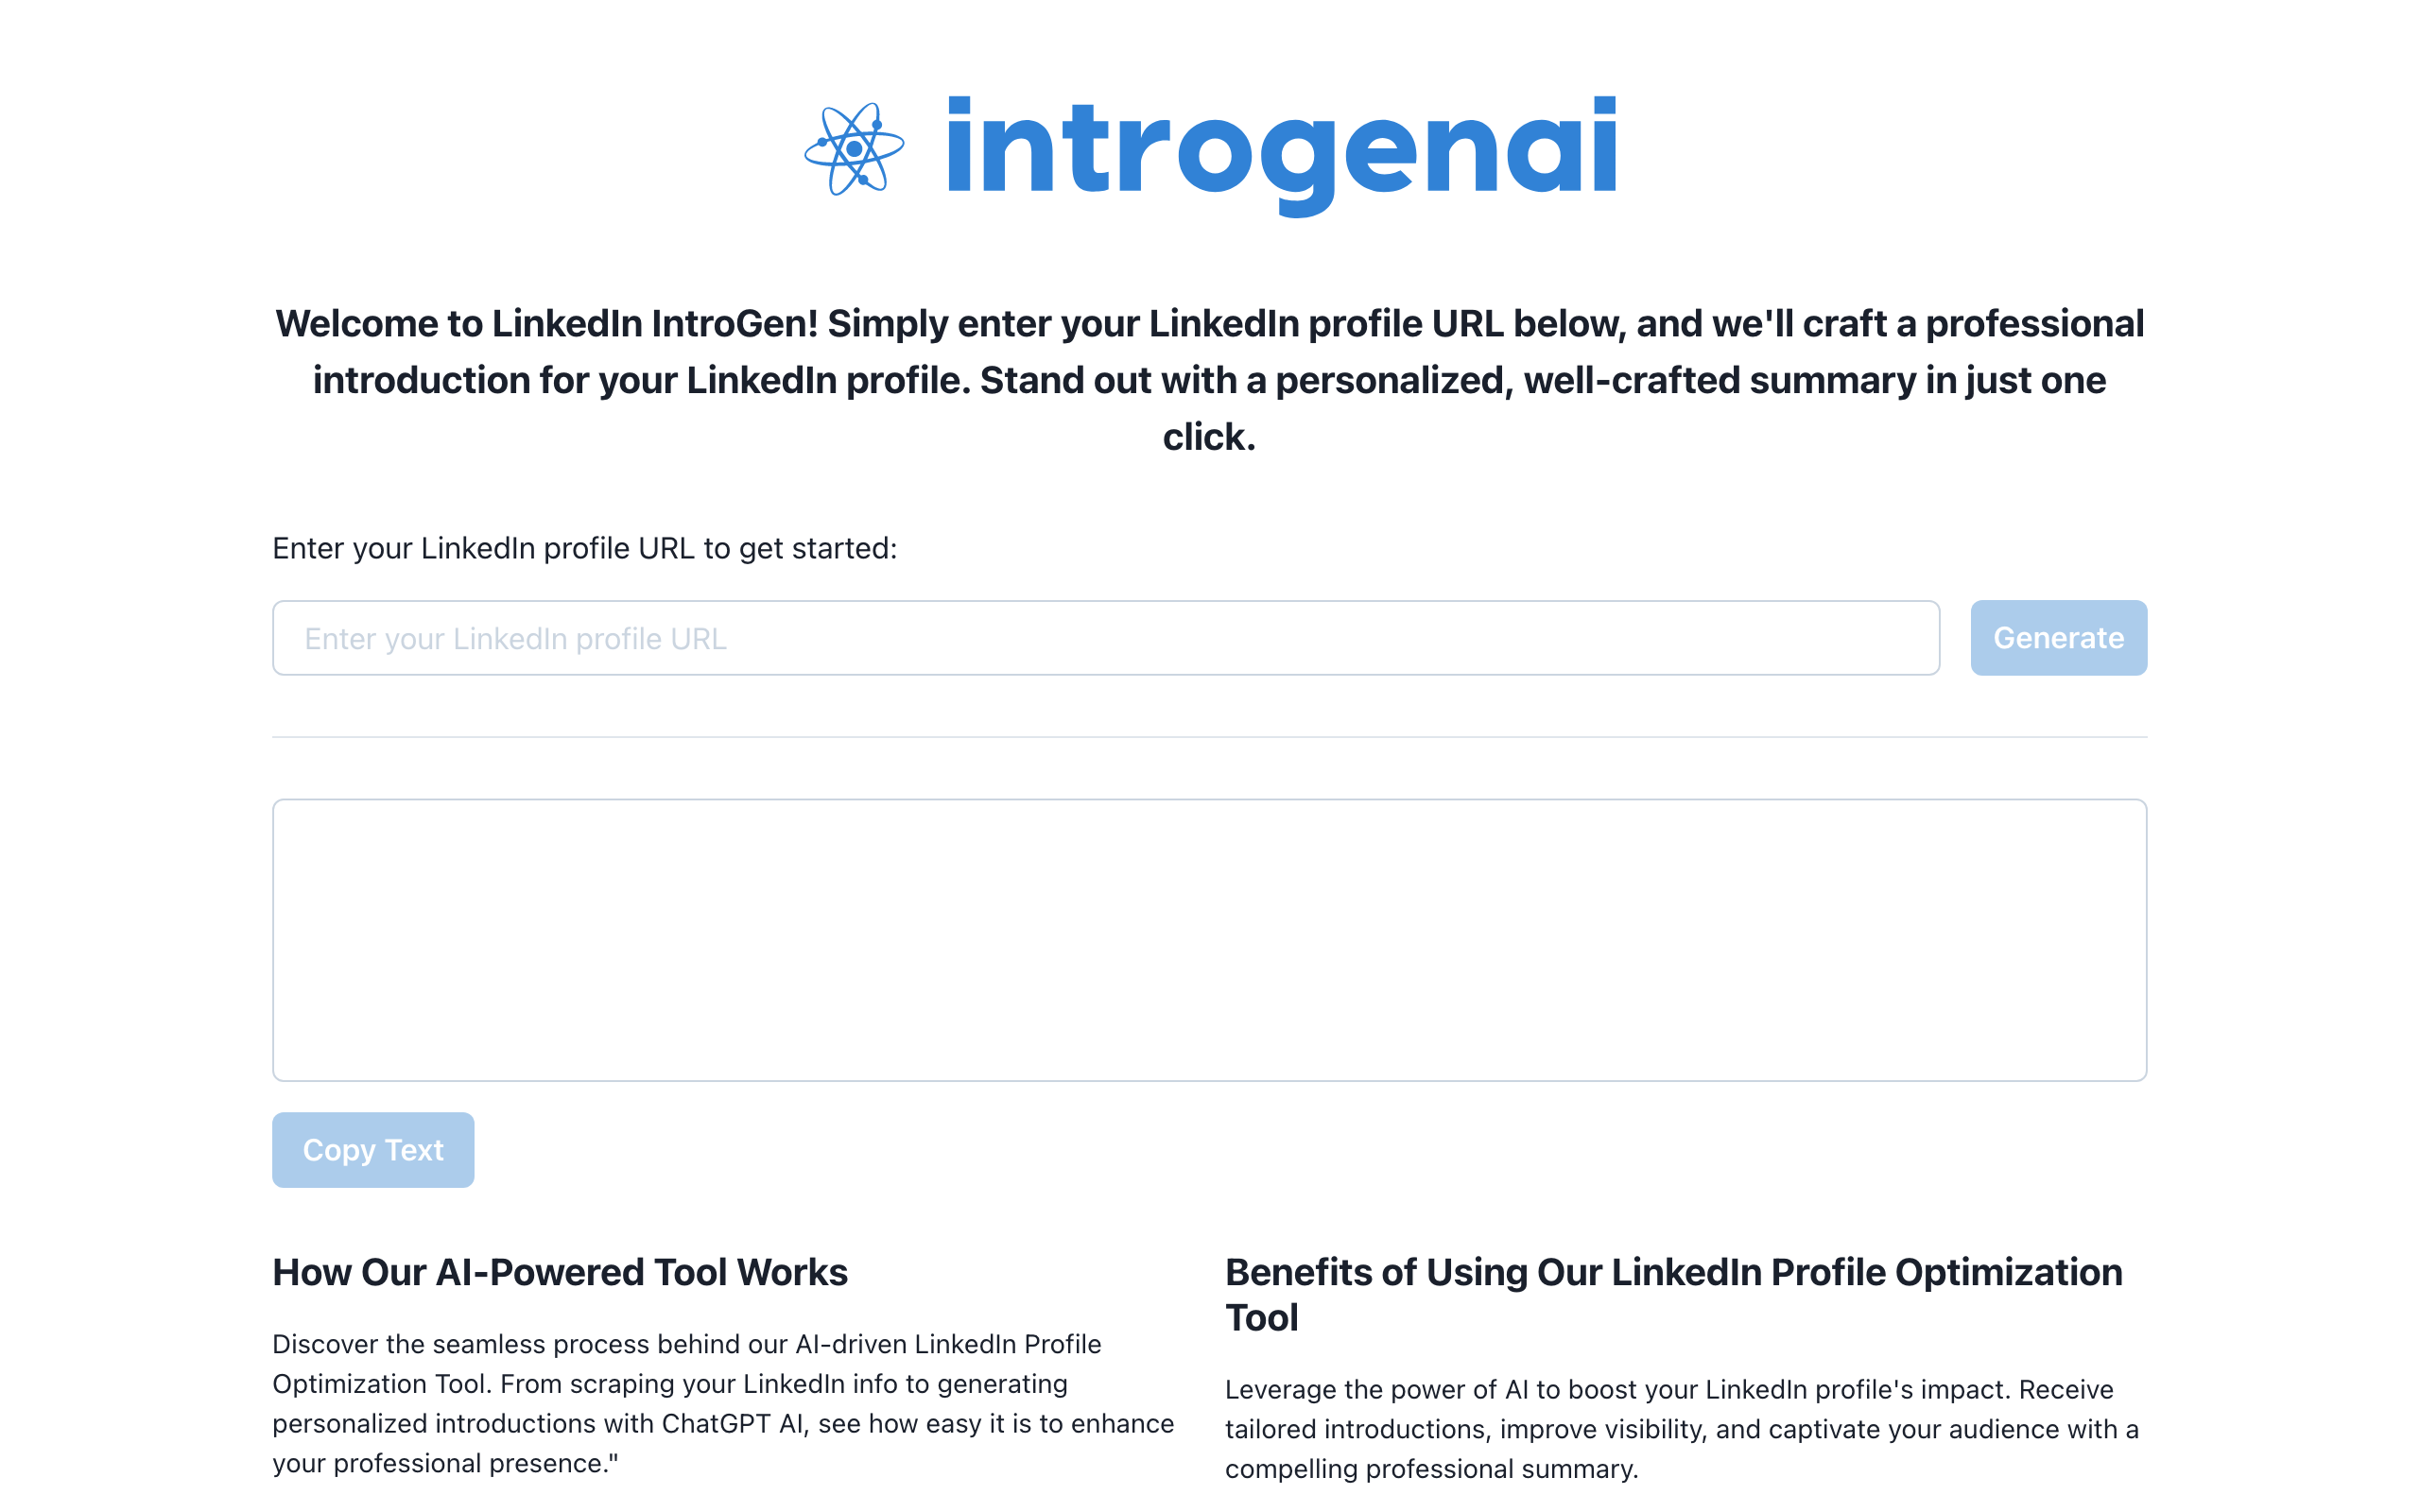 introgenai
Welcome to LinkedIn IntroGen! Simply enter your LinkedIn profile URL below, and we'll craft a professional
introduction for your LinkedIn profile. Stand out with a personalized, well-crafted summary in just one
click.
Enter your LinkedIn profile URL to get started:
Enter your LinkedIn profile URL
Generate
Copy Text
How Our AI-Powered Tool Works
Discover the seamless process behind our AI-driven LinkedIn Profile
Optimization Tool. From scraping your LinkedIn info to generating
personalized introductions with ChatGPT AI, see how easy it is to enhance
your professional presence."
Benefits of Using Our LinkedIn Profile Optimization
Tool
Leverage the power of AI to boost your LinkedIn profile's impact. Receive
tailored introductions, improve visibility, and captivate your audience with a
compelling professional summary.